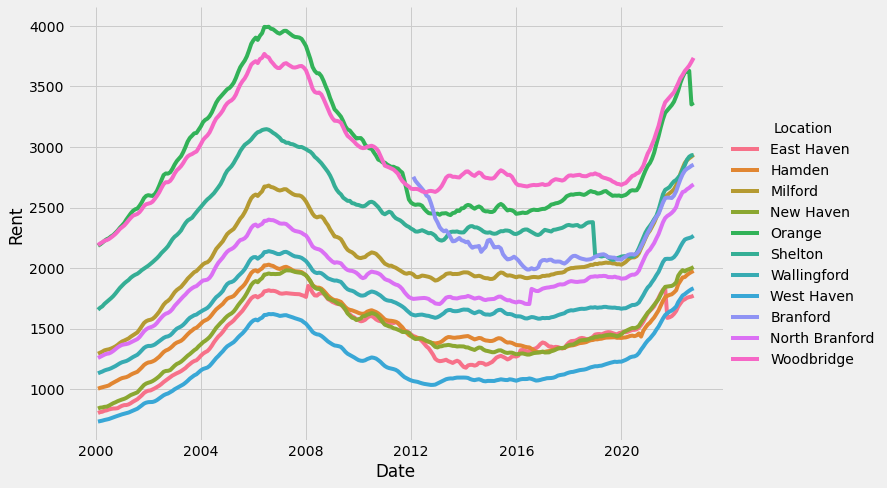 4000
3500
3000
2500
2000
1500
1000
Rent
2000 2004 2008 2012 2016 2020
Date
Location
East Haven
Hamden
Milford
New Haven
Orange
Shelton
Wallingford
West Haven
Branford
North Branford
Woodbridge